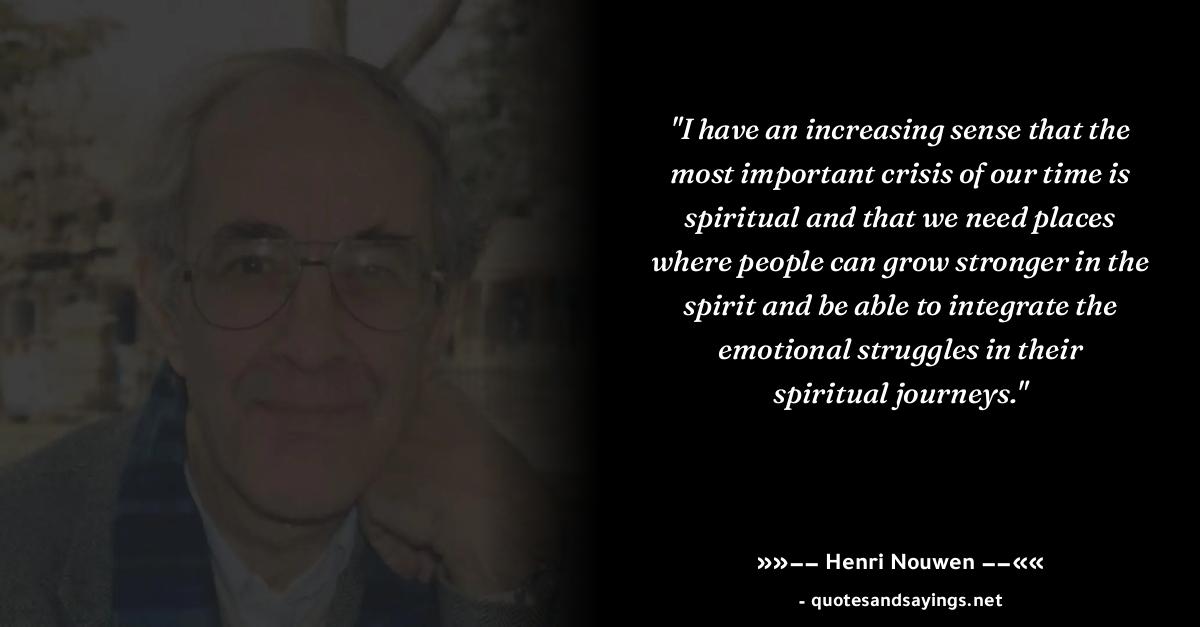 "I have an increasing sense that the
most important crisis of our time is
spiritual and that we need places
where people can grow stronger in the
spirit and be able to integrate the
emotional struggles in their
spiritual journeys."
»»-- Henri Nouwen --««
- quotesandsayings.net